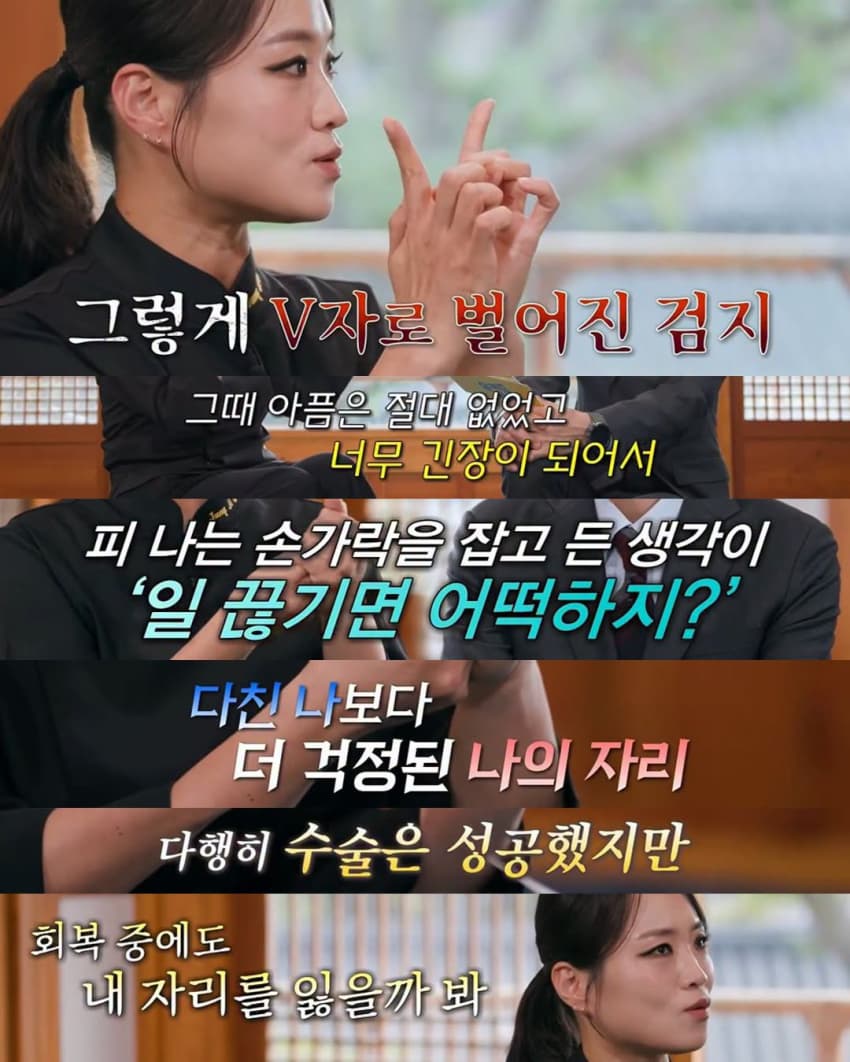 그렇게 V자로 벌어진 검지
그때 아픔은 절대 없었고
너무 긴장이 되어서
피 나는 손가락을 잡고 든 생각이
‘일 끊기면 어떡하지?’
다친 나보다
더 걱정된 나의 자리
다행히 수술은 성공했지만
회복 중에도
내 자리를 잃을까 봐